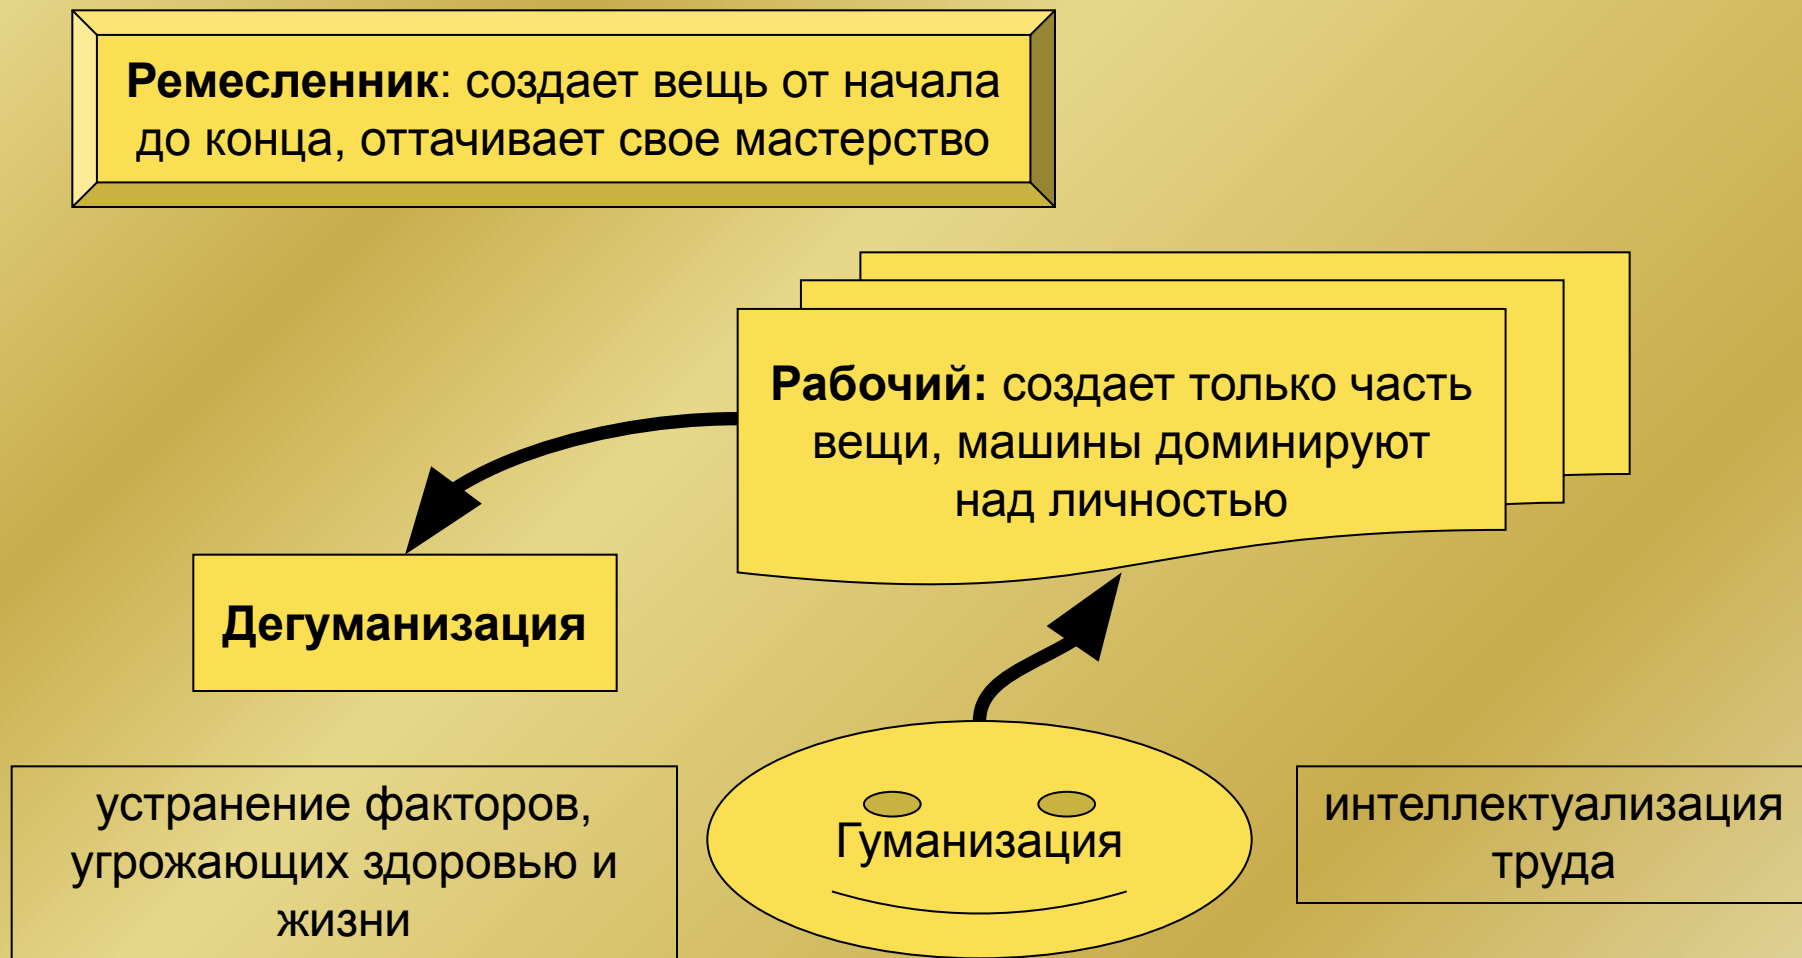 Ремесленник: создает вещь от начала
до конца, оттачивает свое мастерство
Рабочий: создает только часть
вещи, машины доминируют
над личностью
Дегуманизация
устранение факторов,
угрожающих здоровью и
жизни
Гуманизация
интеллектуализация
труда